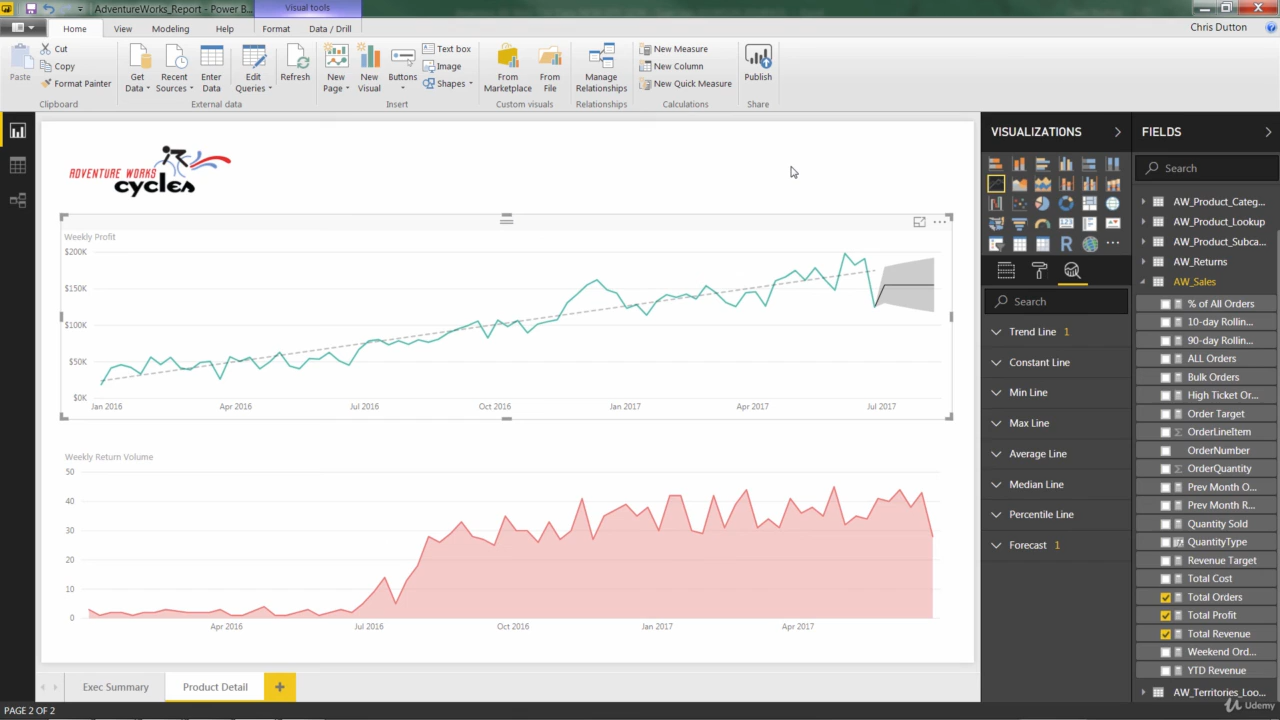 AdventureWorks_Report - Power B...
Visual tools
Home View Modeling Help Format Data / Drill
Chris Dutton
Paste
Cut
Copy
Format Painter
Clipboard
Get Data
Recent Sources
Enter Data
Edit Queries
External data
Refresh
New Page
New Visual
Buttons
Text box
Image
Shapes
Insert
From Marketplace
From File
Custom visuals
Manage Relationships
Relationships
New Measure
New Column
New Quick Measure
Calculations
Publish
Share
ADVENTURE WORKS
cycles
Weekly Profit
$200K
$150K
$100K
$50K
$0K
Jan 2016 Apr 2016 Jul 2016 Oct 2016 Jan 2017 Apr 2017 Jul 2017
Weekly Return Volume
50
40
30
20
10
0
Apr 2016 Jul 2016 Oct 2016 Jan 2017 Apr 2017
VISUALIZATIONS
R
Search
Trend Line 1
Constant Line
Min Line
Max Line
Average Line
Median Line
Percentile Line
Forecast 1
FIELDS
Search
AW_Product_Categ...
AW_Product_Lookup
AW_Product_Subca...
AW_Returns
AW_Sales
% of All Orders
10-day Rollin...
90-day Rollin...
ALL Orders
Bulk Orders
High Ticket Or...
Order Target
OrderLineItem
OrderNumber
OrderQuantity
Prev Month O...
Prev Month R...
Quantity Sold
QuantityType
Revenue Target
Total Cost
Total Orders
Total Profit
Total Revenue
Weekend Ord...
YTD Revenue
AW_Territories_Loo...
Exec Summary Product Detail
PAGE 2 OF 2
Udemy